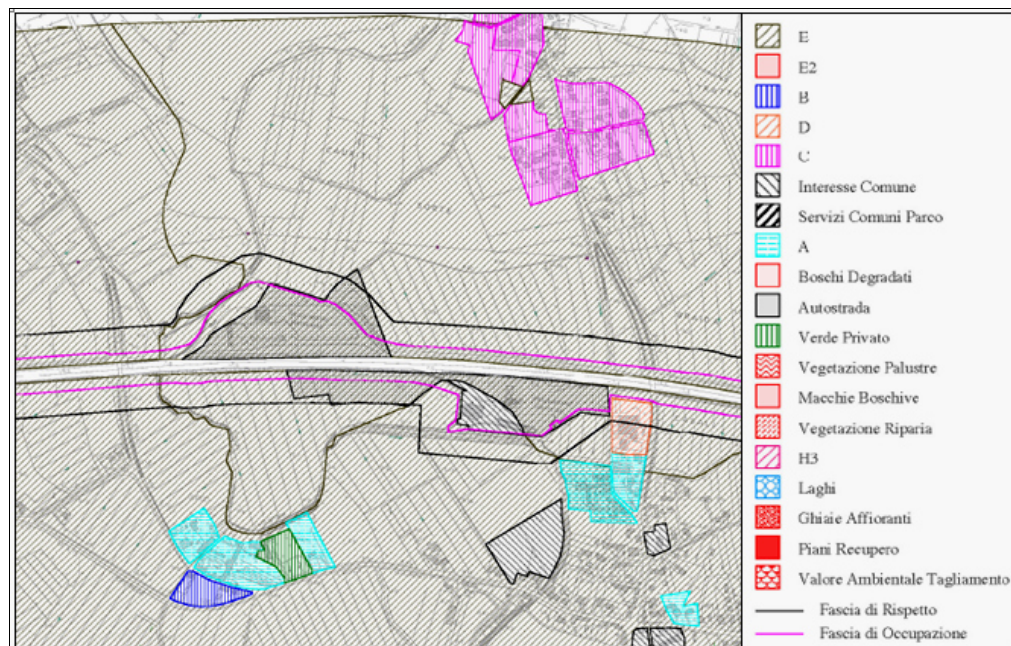 E
E2
B
D
C
Interesse Comune
Servizi Comuni Parco
A
Boschi Degradati
Autostrada
Verde Privato
Vegetazione Palustre
Macchie Boschive
Vegetazione Riparia
H3
Laghi
Ghiaie Affioranti
Piani Recupero
Valore Ambientale Tagliamento
Fascia di Rispetto
Fascia di Occupazione